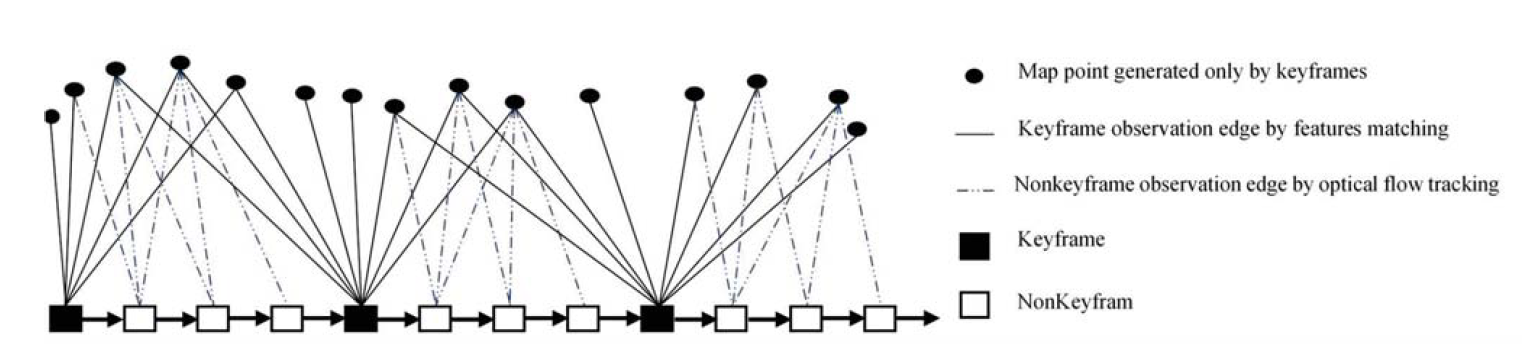 Map point generated only by keyframes
Keyframe observation edge by features matching
Nonkeyframe observation edge by optical flow tracking
Keyframe
NonKeyfram